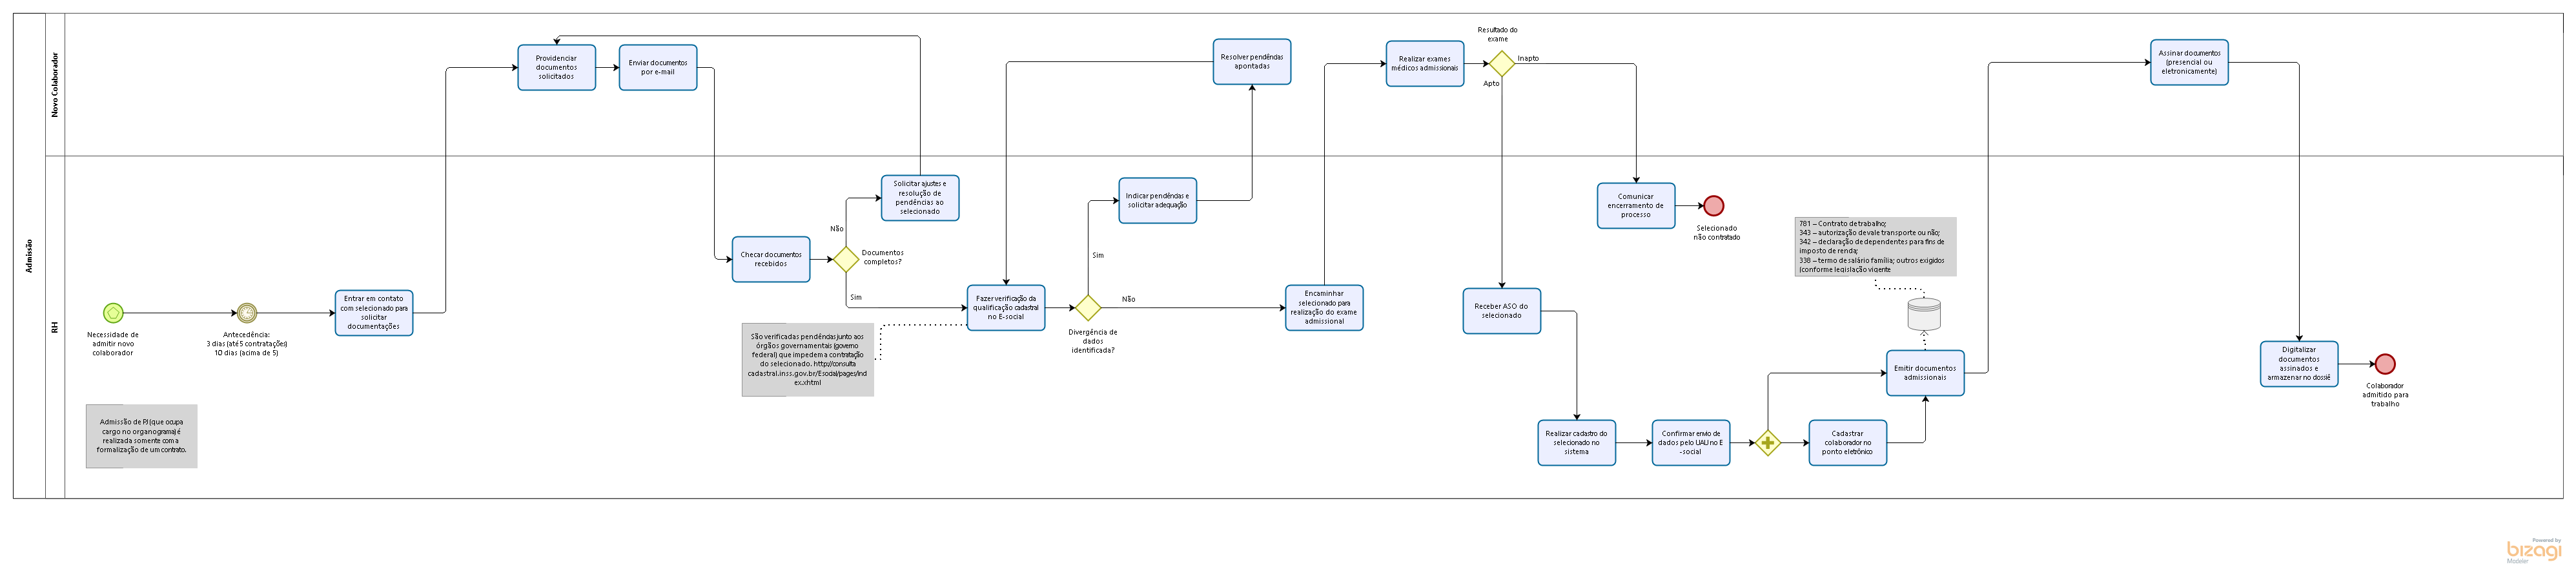 Admissão
Novo Colaborador
RH
Providenciar
documentos
solicitados
Enviar documentos
por e-mail
Resolver pendências
apontadas
Realizar exames
médicos admissionais
Resultado do
exame
Inapto
Apto
Assinar documentos
(presencial ou
eletronicamente)
Necessidade de
admitir novo
colaborador
Antecedência:
3 dias (até 5 contratações)
10 dias (acima de 5)
Entrar em contato
com selecionado para
solicitar
documentações
Checar documentos
recebidos
Não
Documentos
completos?
Sim
Solicitar ajustes e
resolução de
pendências ao
selecionado
Fazer verificação da
qualificação cadastral
no E-social
São verificadas pendências junto aos
órgãos governamentais (governo
federal) que impedem a contratação
do selecionado. http://consulta
cadastral.inss.gov.br/Esocial/pages/ind
ex.xhtml
Divergência de
dados
identificada?
Sim
Não
Indicar pendências e
solicitar adequação
Encaminhar
selecionado para
realização do exame
admissional
Comunicar
encerramento de
processo
Selecionado
não contratado
Receber ASO do
selecionado
Realizar cadastro do
selecionado no
sistema
Confirmar envio de
dados pelo UAU no E
-social
Cadastrar
colaborador no
ponto eletrônico
Emitir documentos
admissionais
781 – Contrato de trabalho;
343 – autorização de vale transporte ou não;
342 – declaração de dependentes para fins de
imposto de renda;
338 – termo de salário família; outros exigidos
(conforme legislação vigente
Digitalizar
documentos
assinados e
armazenar no dossiê
Colaborador
admitido para
trabalho
Admissão de PJ (que ocupa
cargo no organograma) é
realizada somente com a
formalização de um contrato.
Powered by
bizagi
Modeler